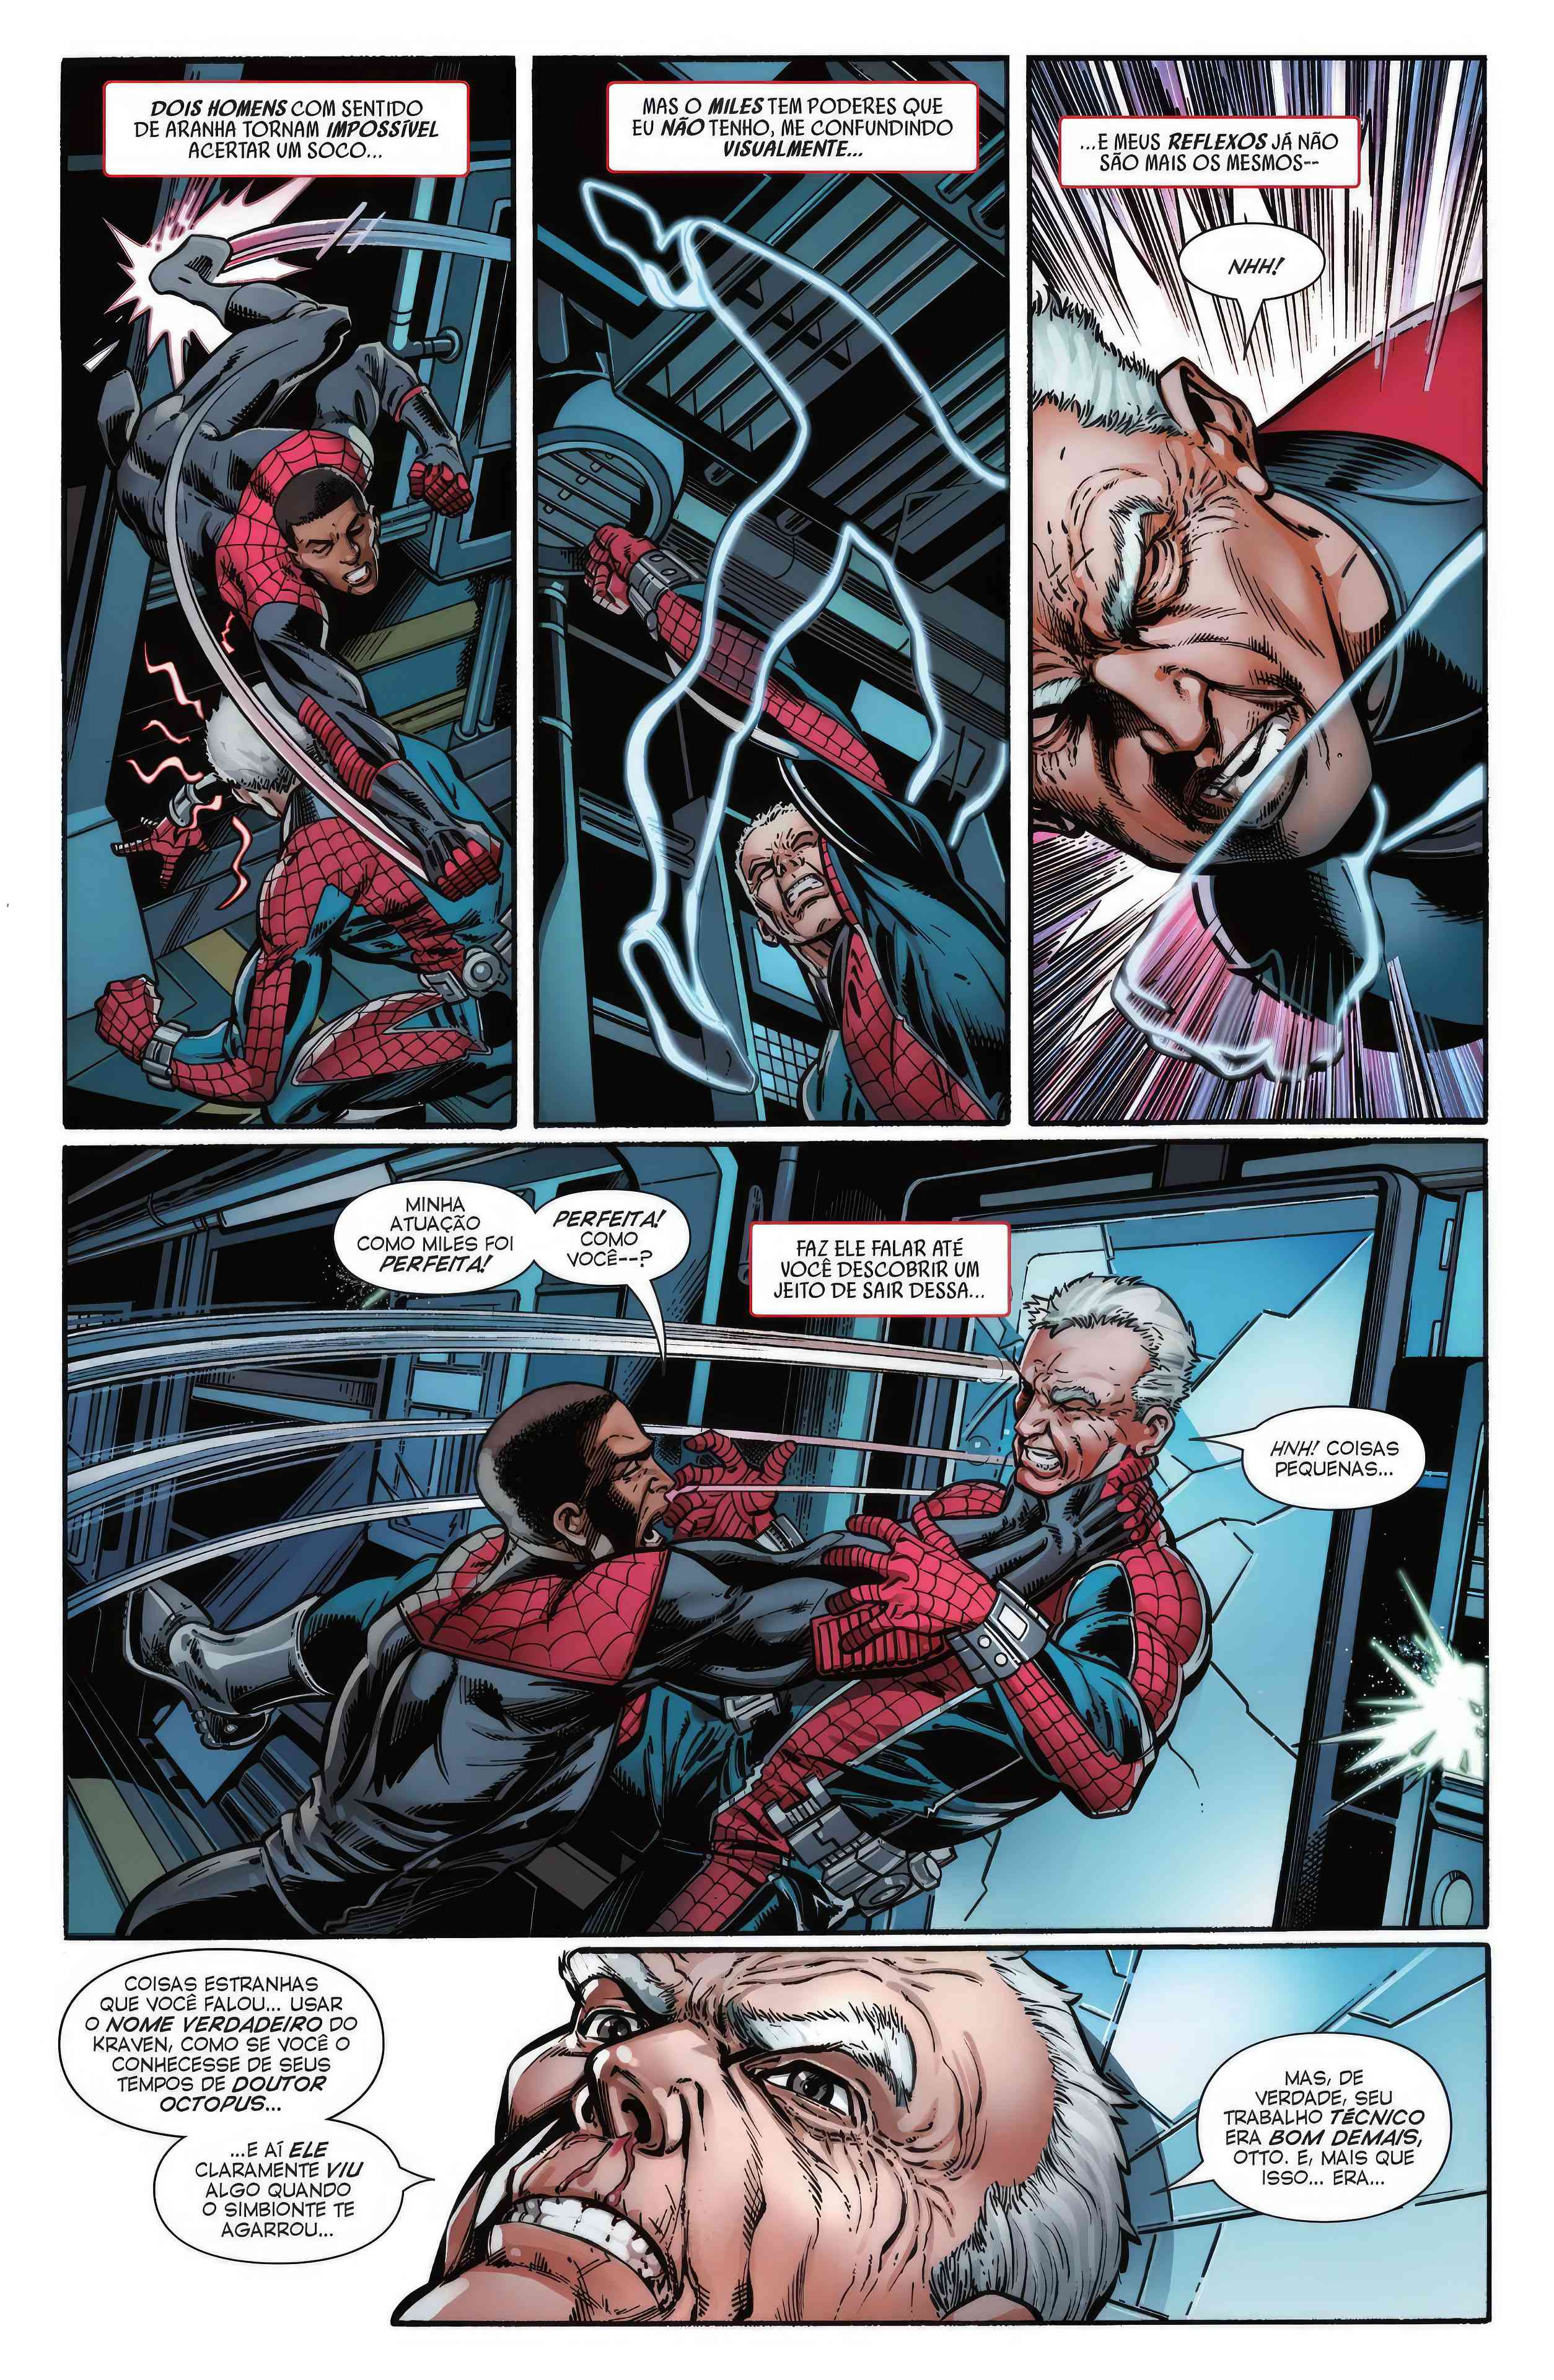 DOIS HOMENS COM SENTIDO
DE ARANHA TORNAM IMPOSSÍVEL
ACERTAR UM SOCO...
MAS O MILES TEM PODERES QUE
EU NÃO TENHO, ME CONFUNDINDO
VISUALMENTE...
...E MEUS REFLEXOS JÁ NÃO
SÃO MAIS OS MESMOS--
NHH!
MINHA
ATUAÇÃO
COMO MILES FOI
PERFEITA!
PERFEITA!
COMO
VOCÊ--?
FAZ ELE FALAR ATÉ
VOCÊ DESCOBRIR UM
JEITO DE SAIR DESSA...
HNH! COISAS
PEQUENAS...
COISAS ESTRANHAS
QUE VOCÊ FALOU... USAR
O NOME VERDADEIRO DO
KRAVEN, COMO SE VOCÊ O
CONHECESSE DE SEUS
TEMPOS DE DOUTOR
OCTOPUS...
...E AÍ ELE
CLARAMENTE VIU
ALGO QUANDO
O SIMBIONTE TE
AGARROU...
MAS, DE
VERDADE, SEU
TRABALHO TÉCNICO
ERA BOM DEMAIS,
OTTO. E, MAIS QUE
ISSO... ERA...